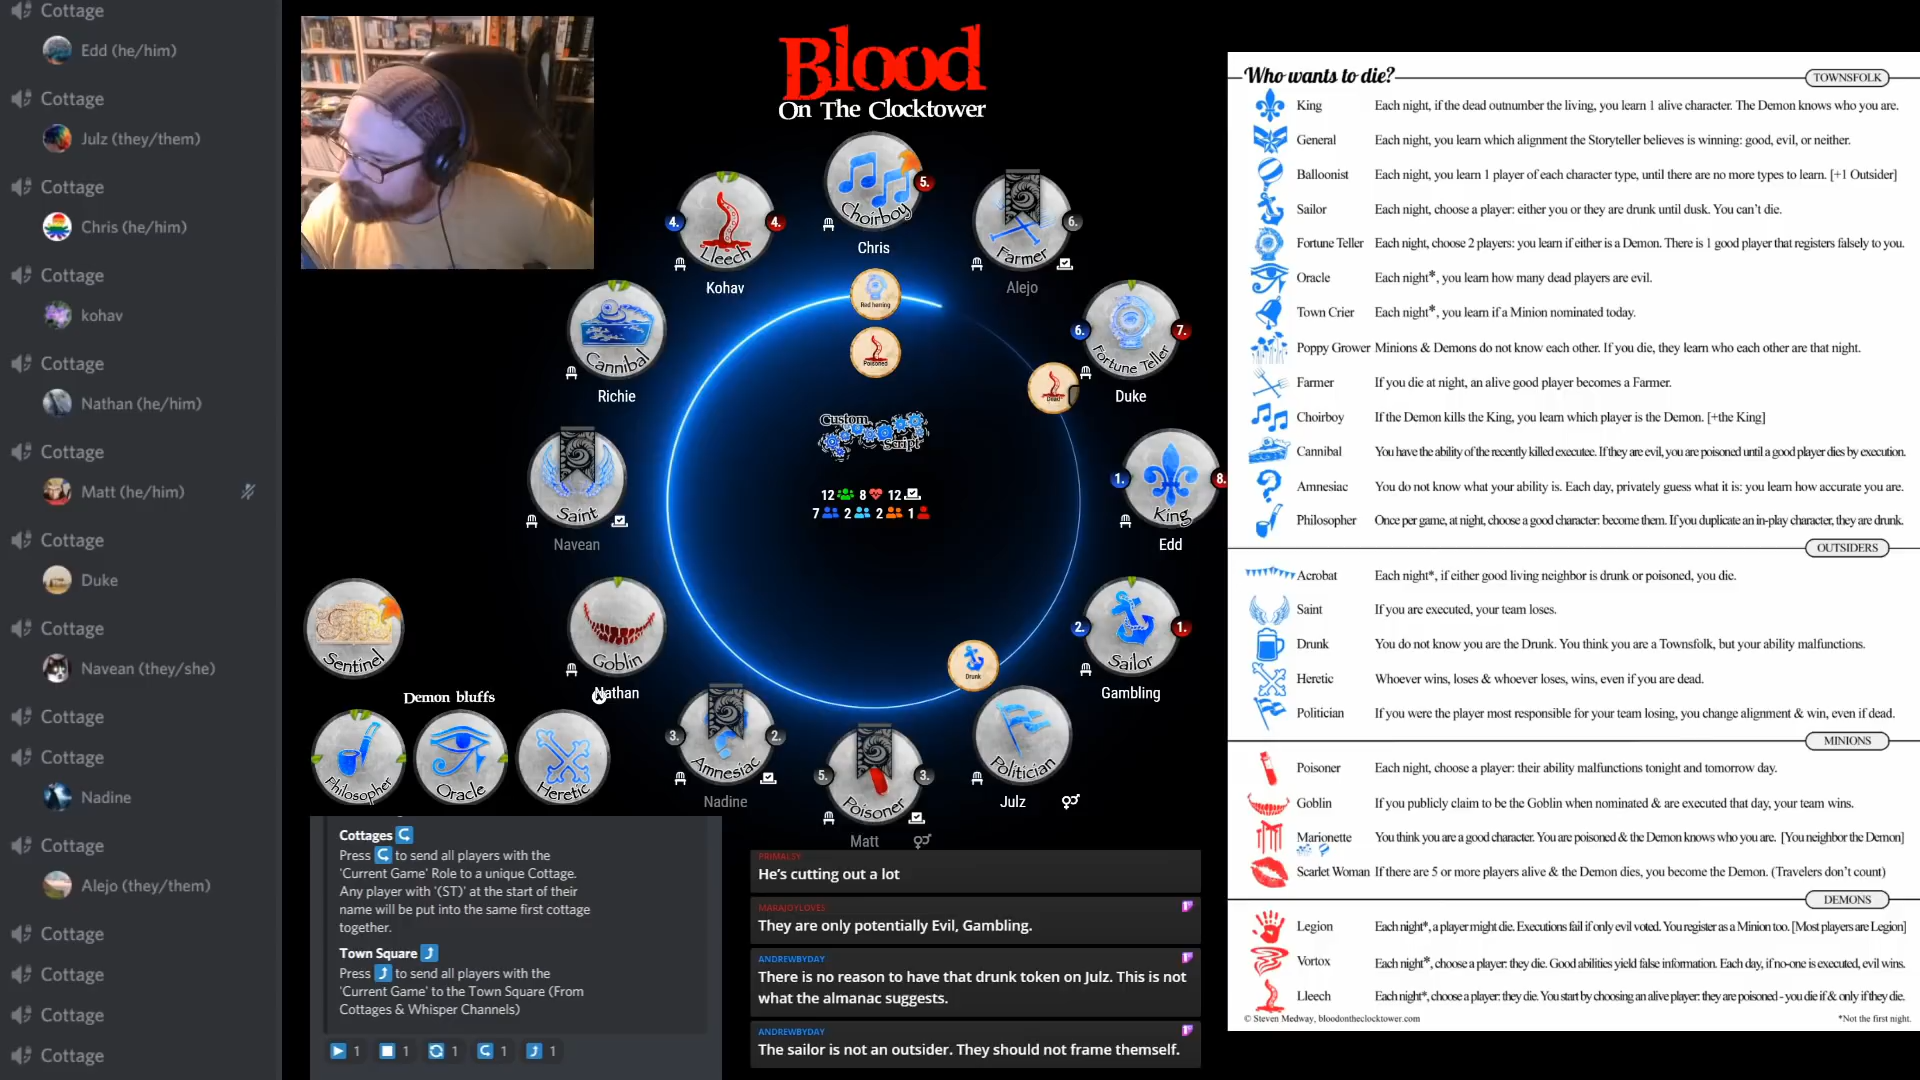 Cottage
Edd (he/him)
Cottage
Julz (they/them)
Cottage
Chris (he/him)
Cottage
kohav
Cottage
Nathan (he/him)
Cottage
Matt (he/him)
Cottage
Duke
Cottage
Navean (they/she)
Cottage
Cottage
Nadine
Cottage
Alejo (they/them)
Cottage
Cottage
Cottage
Cottage
Blood
On The Clocktower
Choirboy
5.
Chris
4.
Lleech
4.
Kohav
Farmer
6.
Alejo
Red herring
Poisoned
Cannibal
Richie
6.
Fortune Teller
7.
Duke
Dead
Custom
Script
Saint
Navean
1.
King
8.
Edd
12 8 12
7 2 2 1
Sentinel
Goblin
Nathan
2.
Sailor
1.
Gambling
Drunk
Demon bluffs
Philosopher
Oracle
Heretic
3.
Amnesiac
2.
Nadine
5.
Poisoner
3.
Matt
Politician
Julz
Cottages
Press to send all players with the
'Current Game' Role to a unique Cottage.
Any player with '(ST)' at the start of their
name will be put into the same first cottage
together.
Town Square
Press to send all players with the
'Current Game' to the Town Square (From
Cottages & Whisper Channels)
1 1 1 1 1
PRIMALSY
He's cutting out a lot
MARAJOYLOVES
They are only potentially Evil, Gambling.
ANDREWBYDAY
There is no reason to have that drunk token on Julz. This is not
what the almanac suggests.
ANDREWBYDAY
The sailor is not an outsider. They should not frame themself.
Who wants to die?
TOWNSFOLK
King Each night, if the dead outnumber the living, you learn 1 alive character. The Demon knows who you are.
General Each night, you learn which alignment the Storyteller believes is winning: good, evil, or neither.
Balloonist Each night, you learn 1 player of each character type, until there are no more types to learn. [+1 Outsider]
Sailor Each night, choose a player: either you or they are drunk until dusk. You can't die.
Fortune Teller Each night, choose 2 players: you learn if either is a Demon. There is 1 good player that registers falsely to you.
Oracle Each night*, you learn how many dead players are evil.
Town Crier Each night*, you learn if a Minion nominated today.
Poppy Grower Minions & Demons do not know each other. If you die, they learn who each other are that night.
Farmer If you die at night, an alive good player becomes a Farmer.
Choirboy If the Demon kills the King, you learn which player is the Demon. [+the King]
Cannibal You have the ability of the recently killed executee. If they are evil, you are poisoned until a good player dies by execution.
Amnesiac You do not know what your ability is. Each day, privately guess what it is: you learn how accurate you are.
Philosopher Once per game, at night, choose a good character: become them. If you duplicate an in-play character, they are drunk.
OUTSIDERS
Acrobat Each night*, if either good living neighbor is drunk or poisoned, you die.
Saint If you are executed, your team loses.
Drunk You do not know you are the Drunk. You think you are a Townsfolk, but your ability malfunctions.
Heretic Whoever wins, loses & whoever loses, wins, even if you are dead.
Politician If you were the player most responsible for your team losing, you change alignment & win, even if dead.
MINIONS
Poisoner Each night, choose a player: their ability malfunctions tonight and tomorrow day.
Goblin If you publicly claim to be the Goblin when nominated & are executed that day, your team wins.
Marionette You think you are a good character. You are poisoned & the Demon knows who you are. [You neighbor the Demon]
Scarlet Woman If there are 5 or more players alive & the Demon dies, you become the Demon. (Travelers don't count)
DEMONS
Legion Each night*, a player might die. Executions fail if only evil voted. You register as a Minion too. [Most players are Legion]
Vortox Each night*, choose a player: they die. Good abilities yield false information. Each day, if no-one is executed, evil wins.
Lleech Each night*, choose a player: they die. You start by choosing an alive player: they are poisoned - you die if & only if they die.
© Steven Medway, bloodontheclocktower.com
*Not the first night.